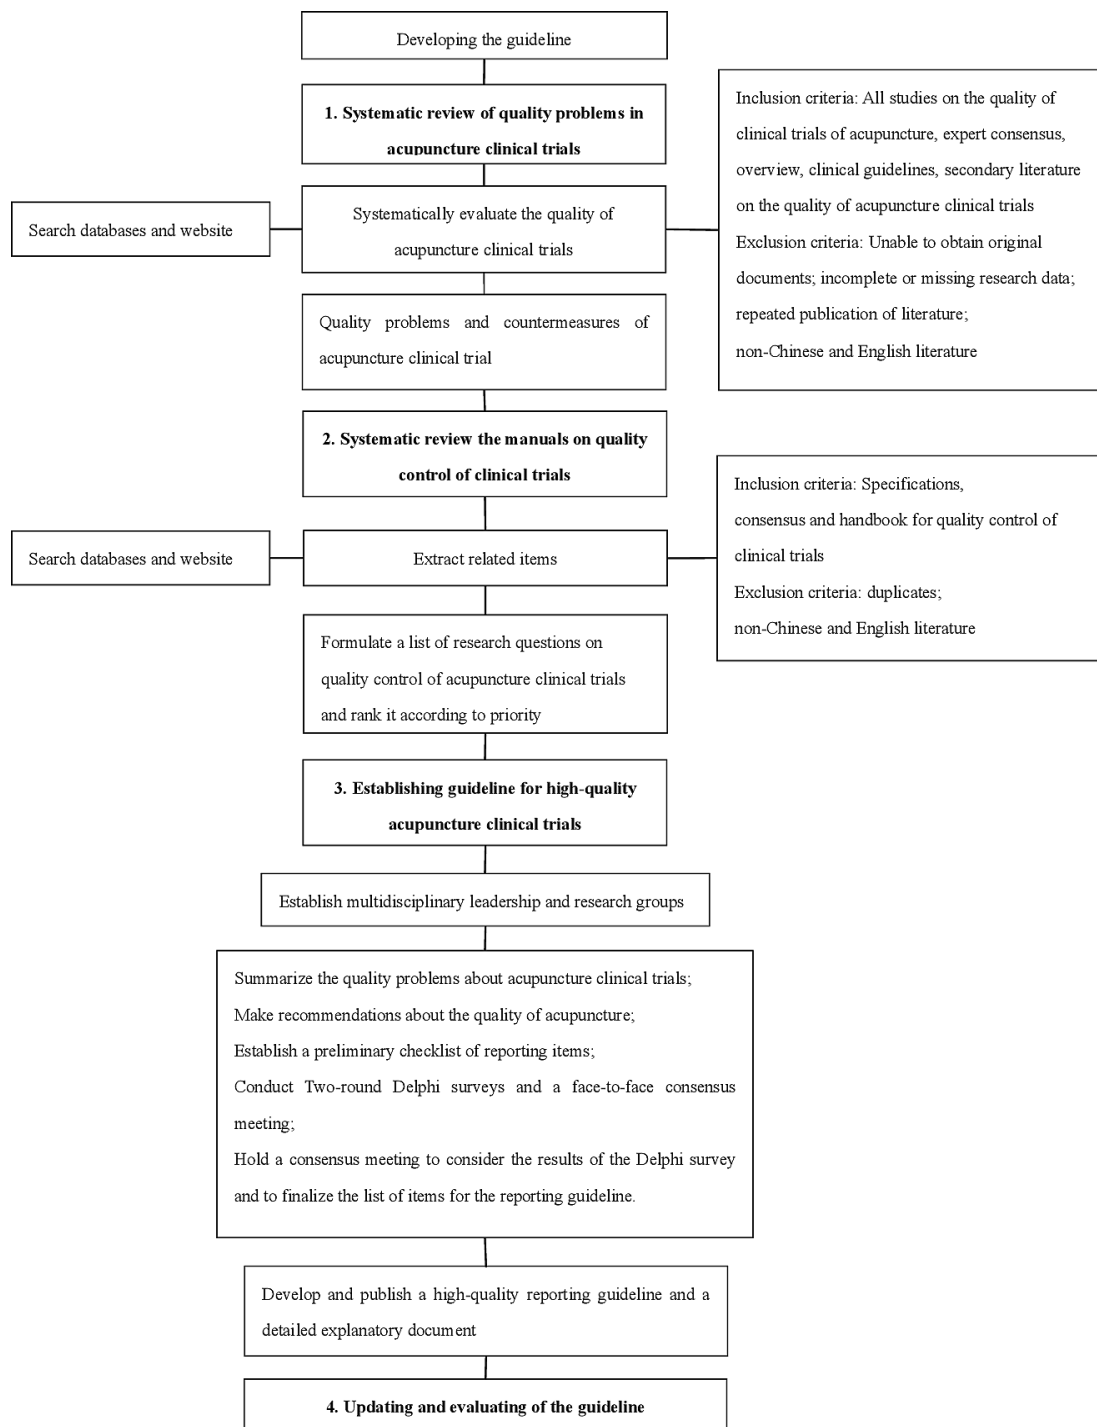 Developing the guideline
1. Systematic review of quality problems in
acupuncture clinical trials
Inclusion criteria: All studies on the quality of
clinical trials of acupuncture, expert consensus,
overview, clinical guidelines, secondary literature
on the quality of acupuncture clinical trials
Exclusion criteria: Unable to obtain original
documents; incomplete or missing research data;
repeated publication of literature;
non-Chinese and English literature
Search databases and website
Systematically evaluate the quality of
acupuncture clinical trials
Quality problems and countermeasures of
acupuncture clinical trial
2. Systematic review the manuals on quality
control of clinical trials
Inclusion criteria: Specifications,
consensus and handbook for quality control of
clinical trials
Exclusion criteria: duplicates;
non-Chinese and English literature
Search databases and website
Extract related items
Formulate a list of research questions on
quality control of acupuncture clinical trials
and rank it according to priority
3. Establishing guideline for high-quality
acupuncture clinical trials
Establish multidisciplinary leadership and research groups
Summarize the quality problems about acupuncture clinical trials;
Make recommendations about the quality of acupuncture;
Establish a preliminary checklist of reporting items;
Conduct Two-round Delphi surveys and a face-to-face consensus
meeting;
Hold a consensus meeting to consider the results of the Delphi survey
and to finalize the list of items for the reporting guideline.
Develop and publish a high-quality reporting guideline and a
detailed explanatory document
4. Updating and evaluating of the guideline